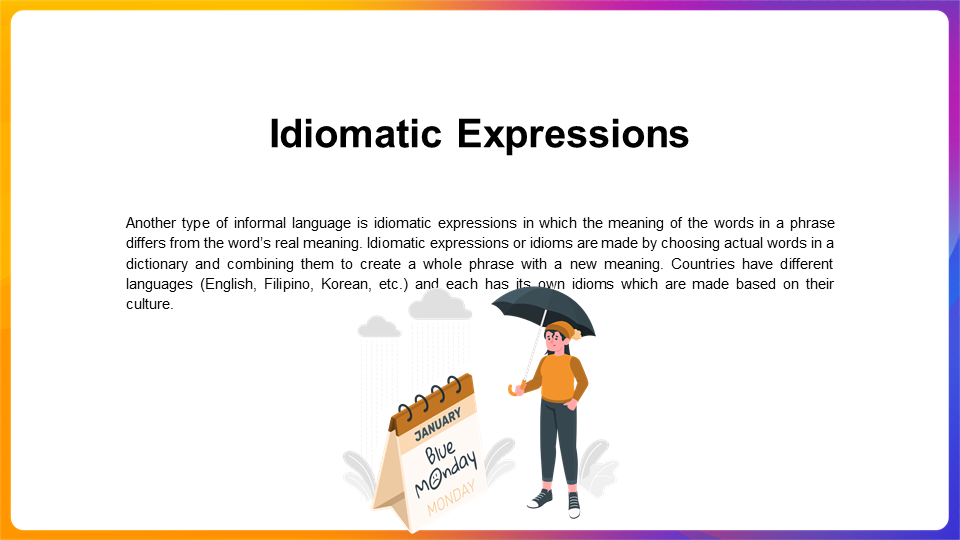 Idiomatic Expressions
Another type of informal language is idiomatic expressions in which the meaning of the words in a phrase
differs from the word’s real meaning. Idiomatic expressions or idioms are made by choosing actual words in a
dictionary and combining them to create a whole phrase with a new meaning. Countries have different
languages (English, Filipino, Korean, etc.) and each has its own idioms which are made based on their
culture.
JANUARY
Blue
Monday
MONDAY